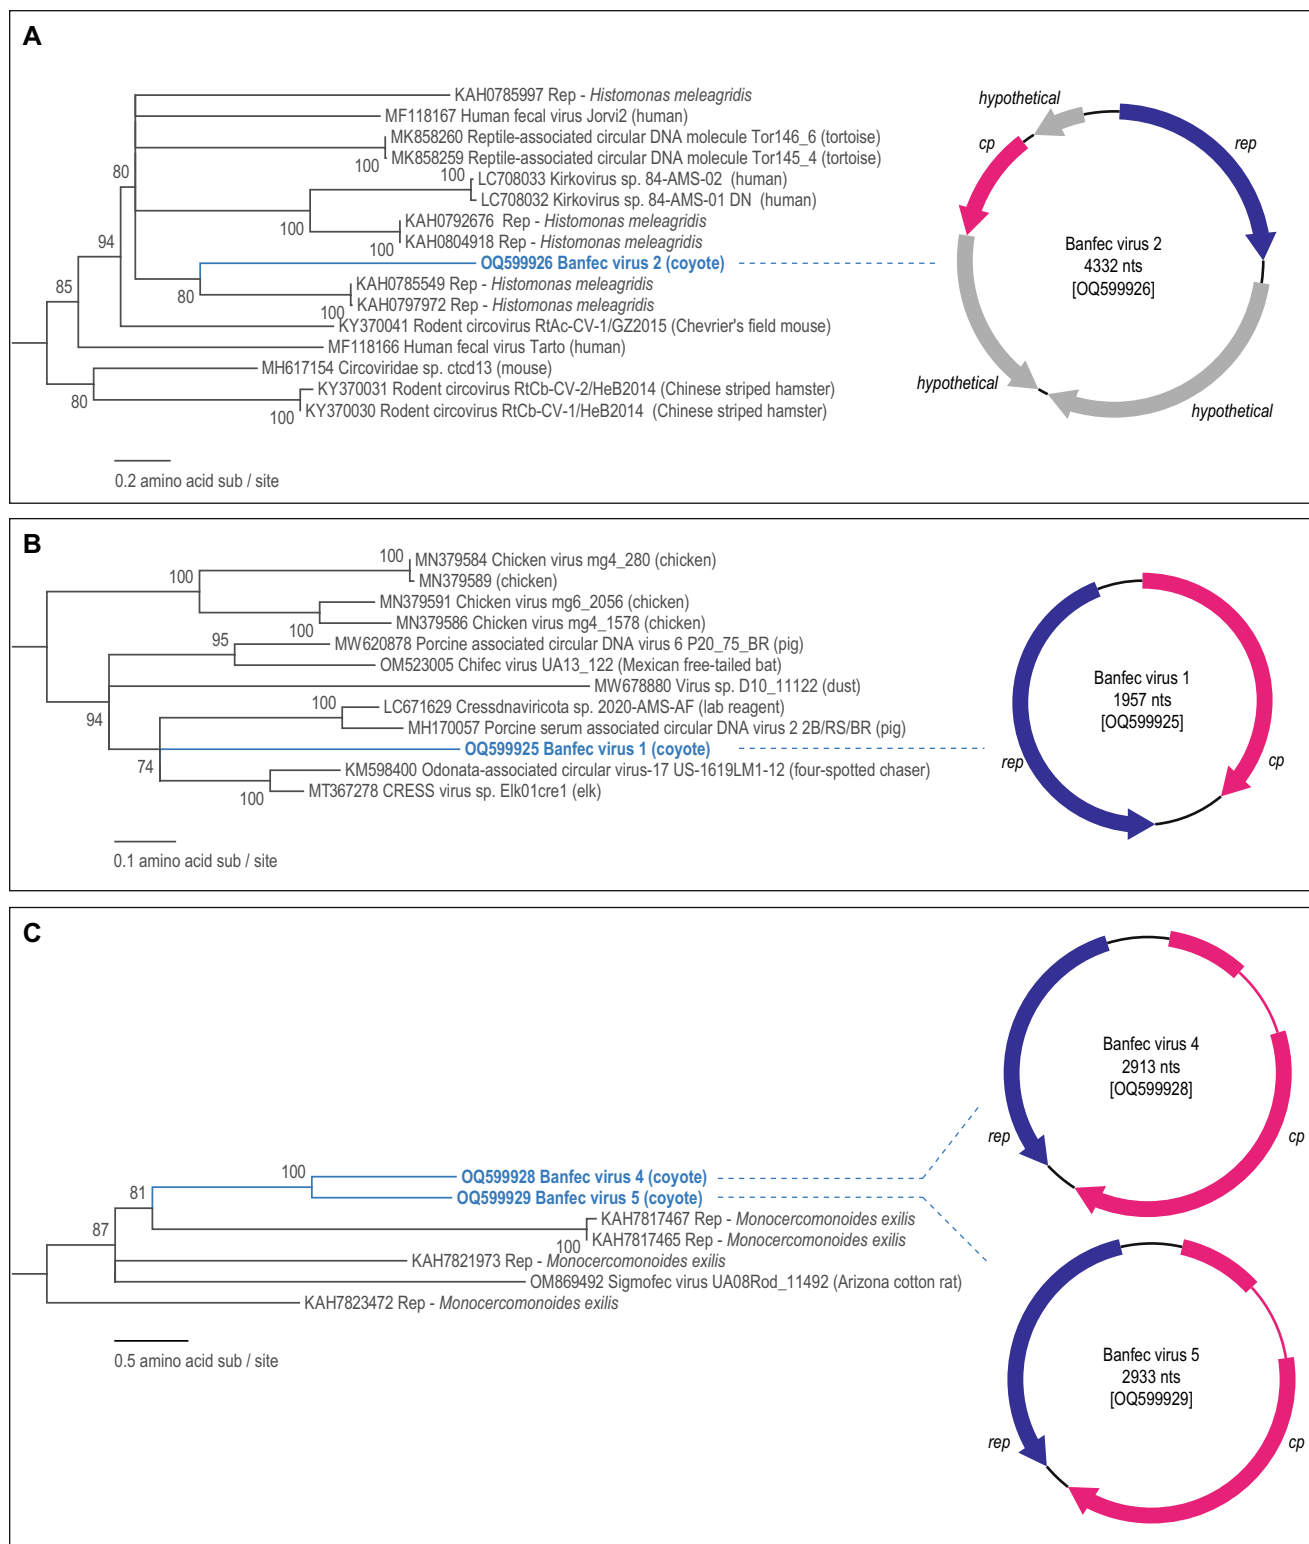 A
KAH0785997 Rep - Histomonas meleagridis
MF118167 Human fecal virus Jorvi2 (human)
MK858260 Reptile-associated circular DNA molecule Tor146_6 (tortoise)
MK858259 Reptile-associated circular DNA molecule Tor145_4 (tortoise)
LC708033 Kirkovirus sp. 84-AMS-02 (human)
LC708032 Kirkovirus sp. 84-AMS-01 DN (human)
KAH0792676 Rep - Histomonas meleagridis
KAH0804918 Rep - Histomonas meleagridis
OQ599926 Banfec virus 2 (coyote)
KAH0785549 Rep - Histomonas meleagridis
KAH0797972 Rep - Histomonas meleagridis
KY370041 Rodent circovirus RtAc-CV-1/GZ2015 (Chevrier's field mouse)
MF118166 Human fecal virus Tarto (human)
MH617154 Circoviridae sp. ctcd13 (mouse)
KY370031 Rodent circovirus RtCb-CV-2/HeB2014 (Chinese striped hamster)
KY370030 Rodent circovirus RtCb-CV-1/HeB2014 (Chinese striped hamster)
80
100
100
100
100
94
80
85
100
80
100
0.2 amino acid sub / site
hypothetical
cp
rep
Banfec virus 2
4332 nts
[OQ599926]
hypothetical
hypothetical
B
MN379584 Chicken virus mg4_280 (chicken)
MN379589 (chicken)
MN379591 Chicken virus mg6_2056 (chicken)
MN379586 Chicken virus mg4_1578 (chicken)
MW620878 Porcine associated circular DNA virus 6 P20_75_BR (pig)
OM523005 Chifec virus UA13_122 (Mexican free-tailed bat)
MW678880 Virus sp. D10_11122 (dust)
LC671629 Cressdnaviricota sp. 2020-AMS-AF (lab reagent)
MH170057 Porcine serum associated circular DNA virus 2 2B/RS/BR (pig)
OQ599925 Banfec virus 1 (coyote)
KM598400 Odonata-associated circular virus-17 US-1619LM1-12 (four-spotted chaser)
MT367278 CRESS virus sp. Elk01cre1 (elk)
100
100
100
95
100
94
74
100
0.1 amino acid sub / site
Banfec virus 1
1957 nts
[OQ599925]
rep
cp
C
OQ599928 Banfec virus 4 (coyote)
OQ599929 Banfec virus 5 (coyote)
KAH7817467 Rep - Monocercomonoides exilis
KAH7817465 Rep - Monocercomonoides exilis
KAH7821973 Rep - Monocercomonoides exilis
OM869492 Sigmofec virus UA08Rod_11492 (Arizona cotton rat)
KAH7823472 Rep - Monocercomonoides exilis
100
81
87
100
0.5 amino acid sub / site
Banfec virus 4
2913 nts
[OQ599928]
rep
cp
Banfec virus 5
2933 nts
[OQ599929]
rep
cp